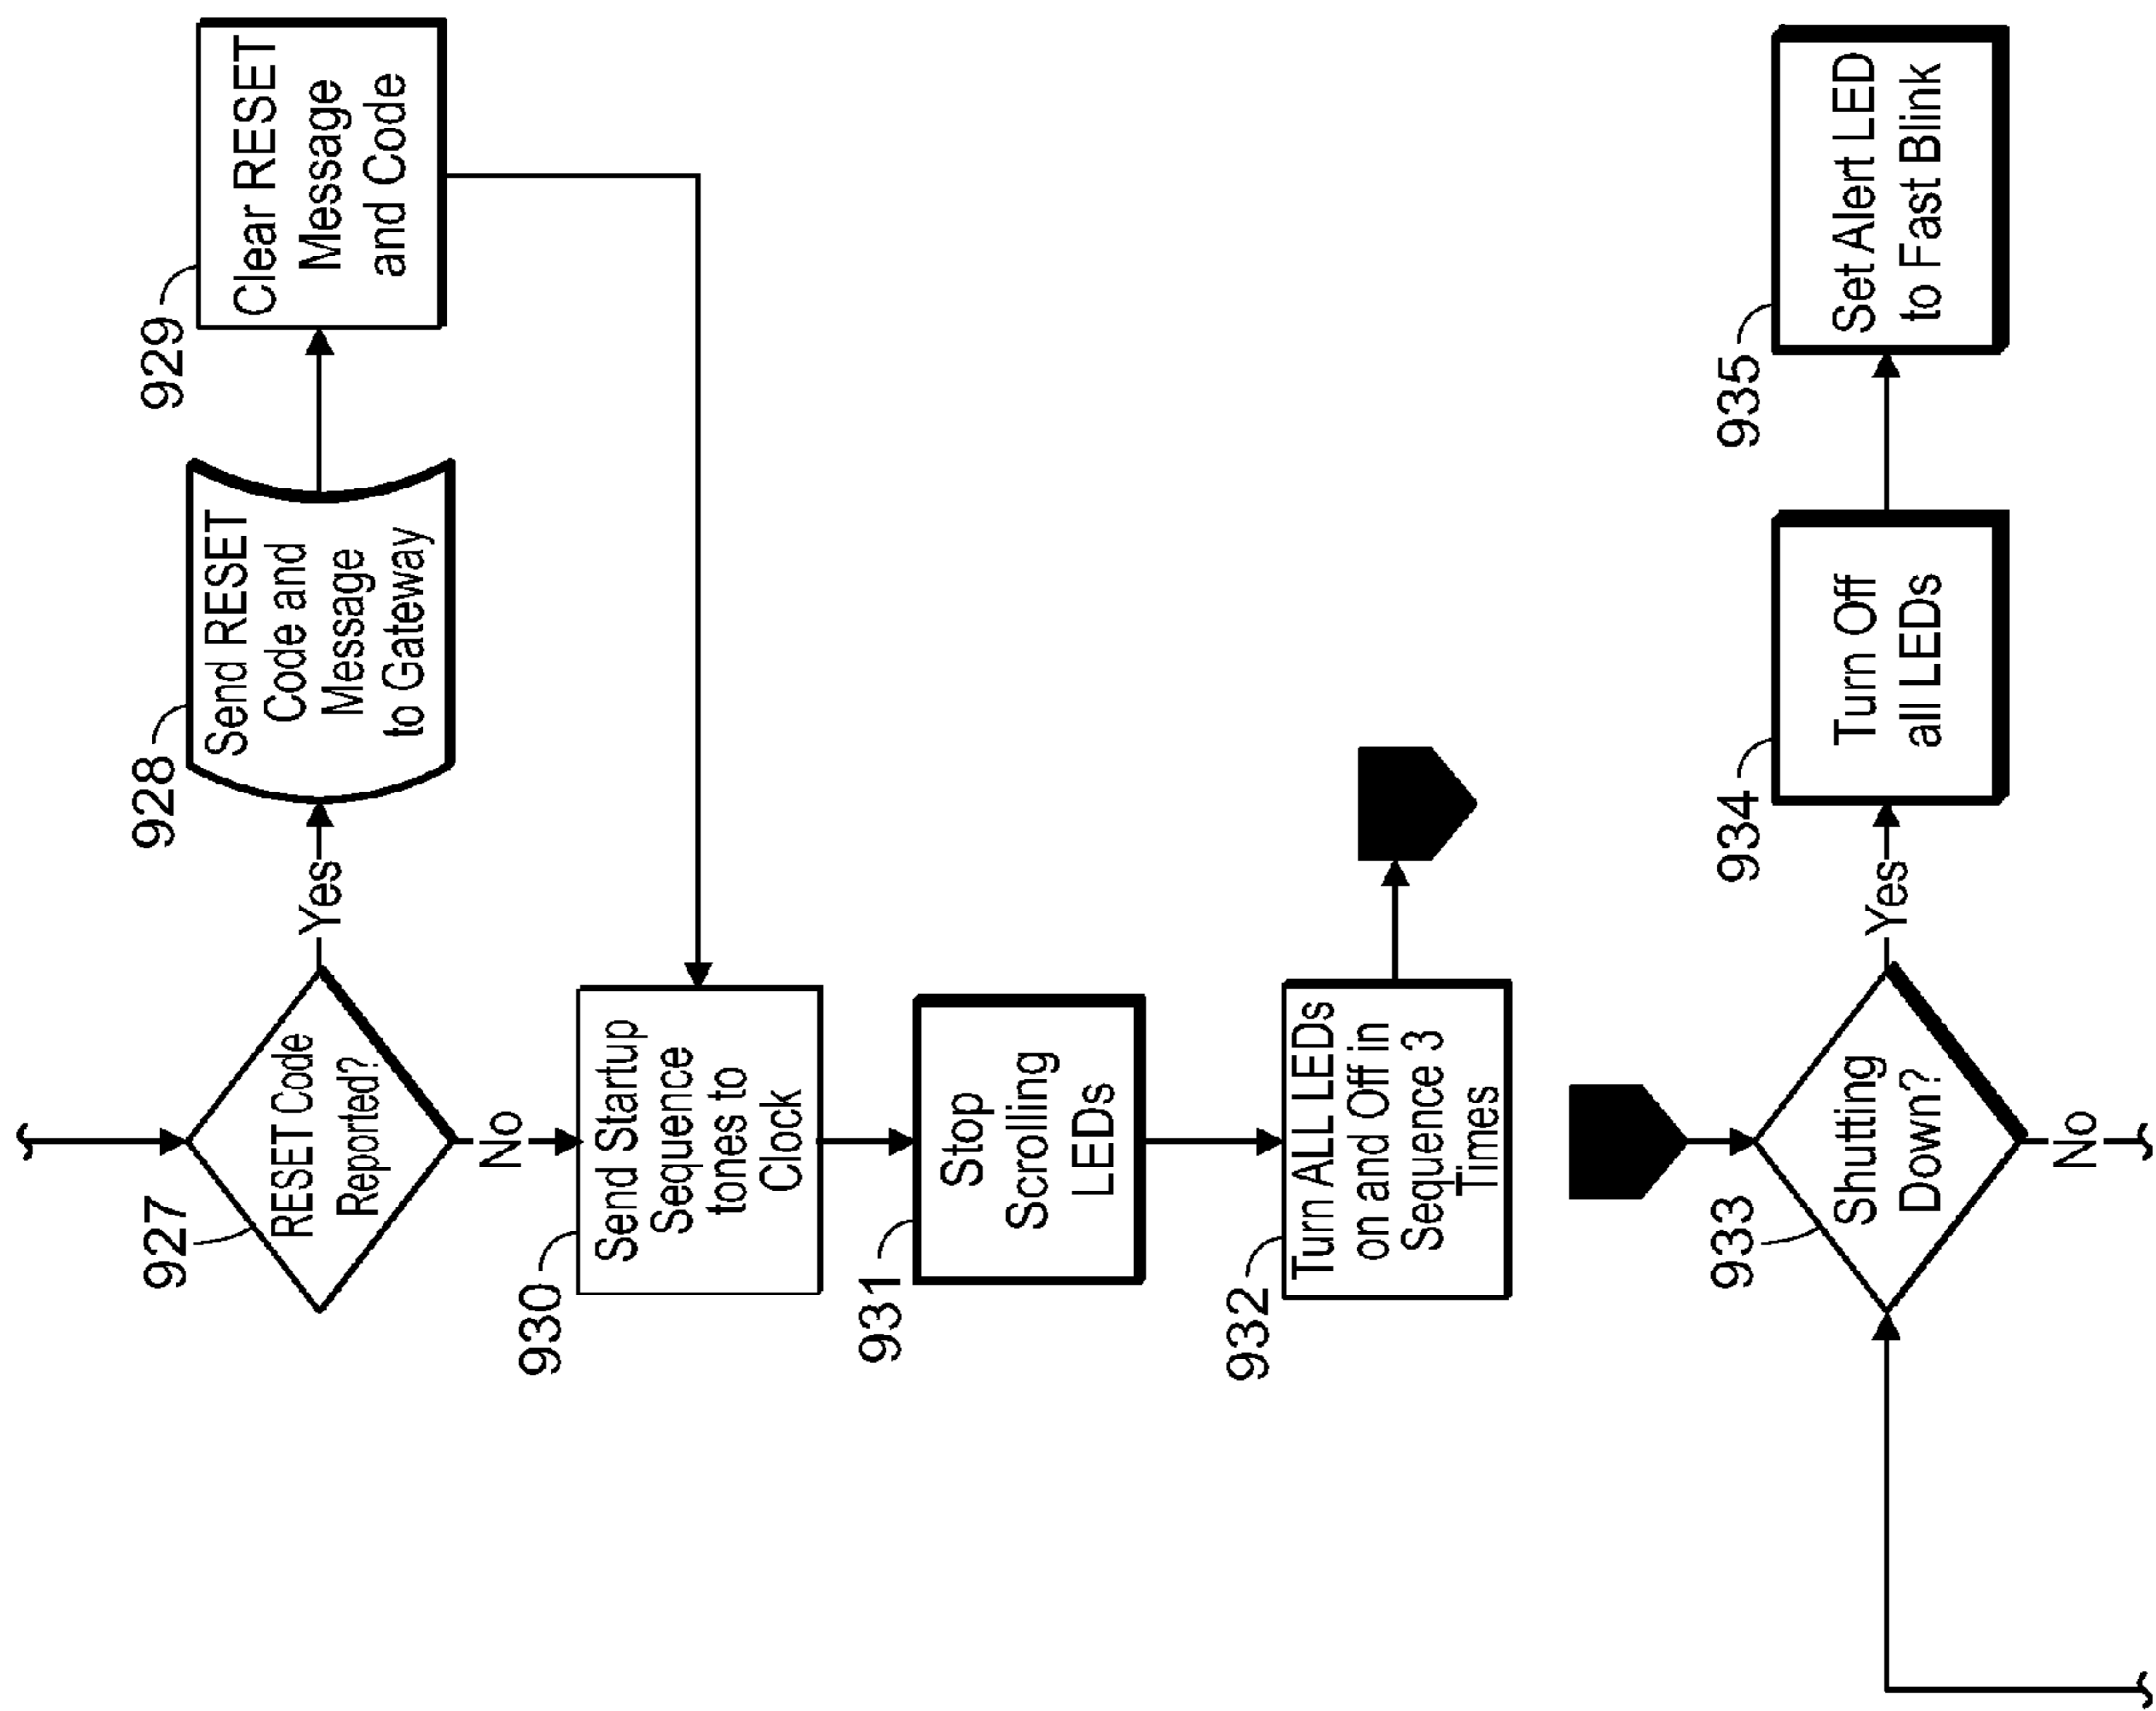 927
RESET Code
Reported?
Yes
No
928
Send RESET
Code and
Message
to Gateway
929
Clear RESET
Message
and Code
930
Send Startup
Sequence
tones to
Clock
931
Stop
Scrolling
LEDs
932
Turn ALL LEDs
on and Off in
Sequence 3
Times
933
Shutting
Down?
Yes
No
934
Turn Off
all LEDs
935
Set Alert LED
to Fast Blink